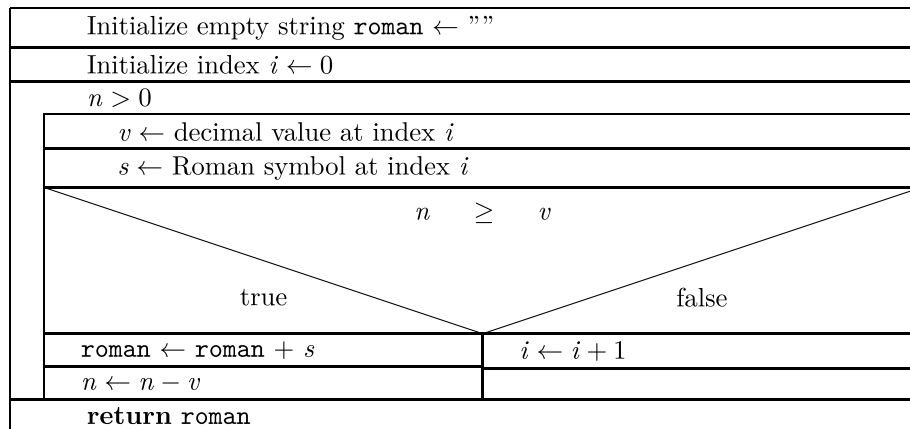 Initialize empty string roman ← ””
Initialize index i ← 0
n > 0
v ← decimal value at index i
s ← Roman symbol at index i
n ≥ v
true false
roman ← roman + s i ← i + 1
n ← n − v
return roman